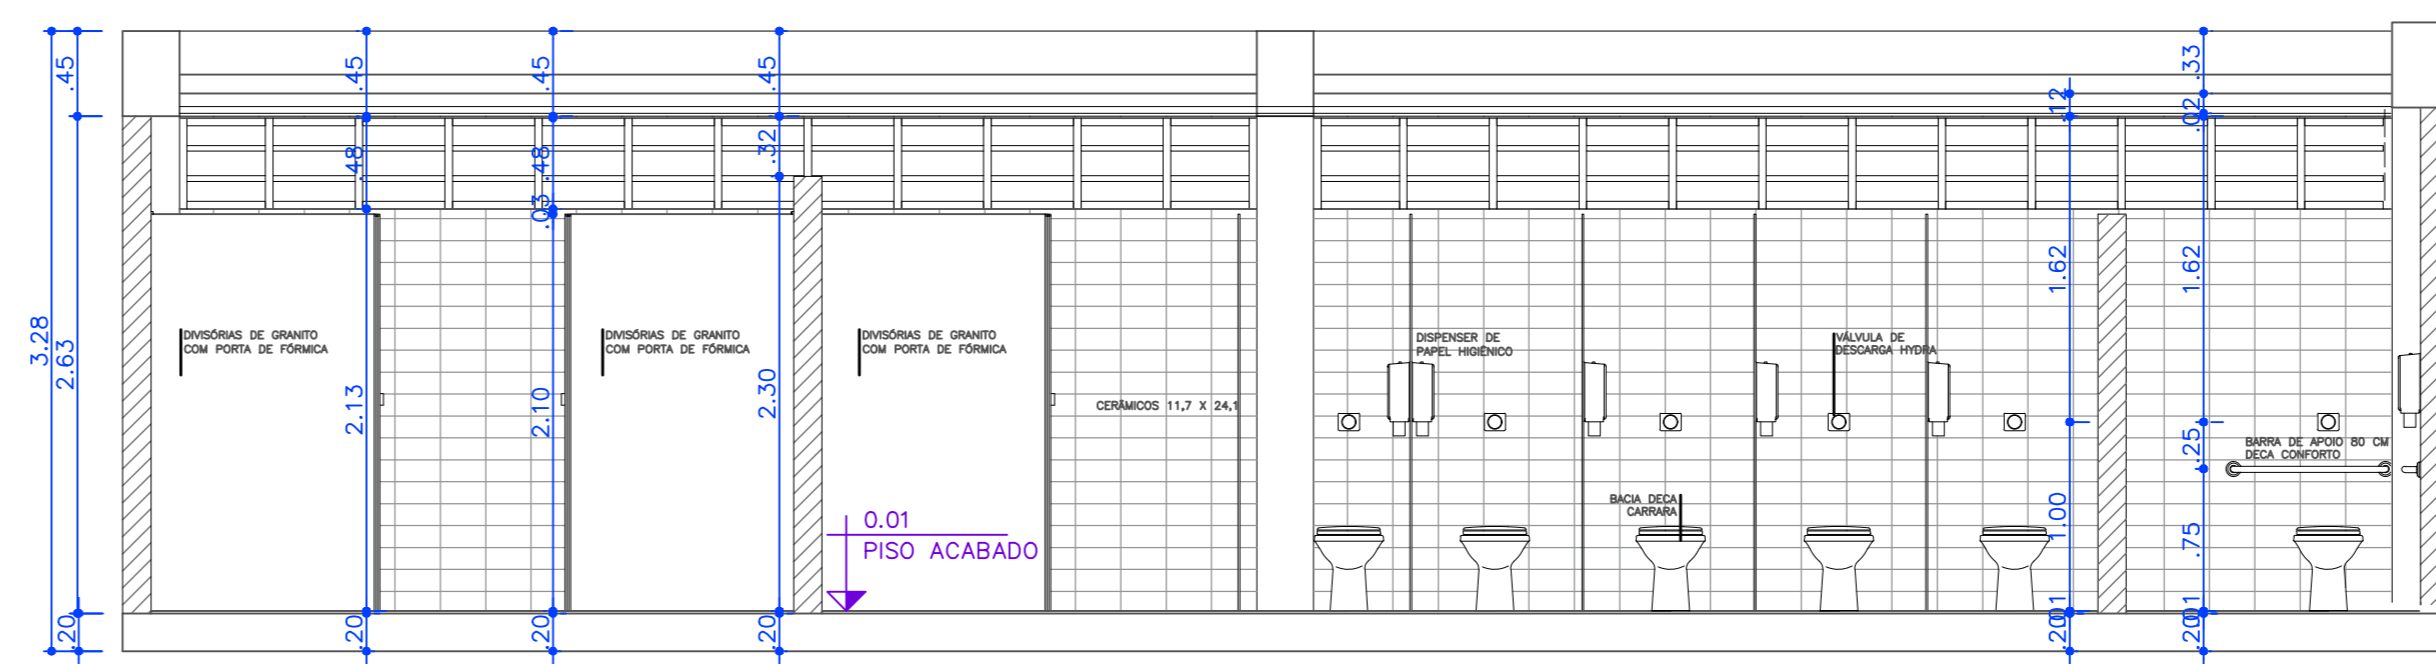 .45
.45
.45
.45
.33
.12
.02
.32
.48
.48
.03
1.62
1.62
3.28
2.63
DIVISÓRIAS DE GRANITO
COM PORTA DE FÓRMICA
DIVISÓRIAS DE GRANITO
COM PORTA DE FÓRMICA
DIVISÓRIAS DE GRANITO
COM PORTA DE FÓRMICA
DISPENSER DE
PAPEL HIGIÊNICO
VÁLVULA DE
DESCARGA HYDRA
2.13
2.10
2.30
CERÂMICOS 11,7 X 24,1
.25
BARRA DE APOIO 80 CM
DECA CONFORTO
BACIA DECA
CARRARA
1.00
.75
0.01
PISO ACABADO
.20
.20
.20
.20
.20
.01
.20
.01